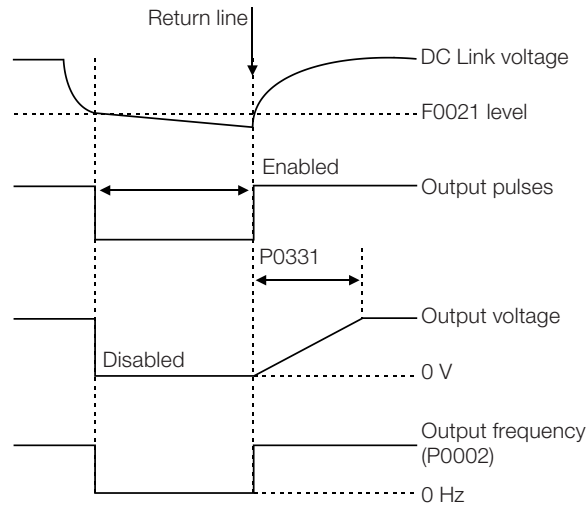 Return line
DC Link voltage
F0021 level
Enabled
Output pulses
P0331
Output voltage
Disabled
0 V
Output frequency
(P0002)
0 Hz